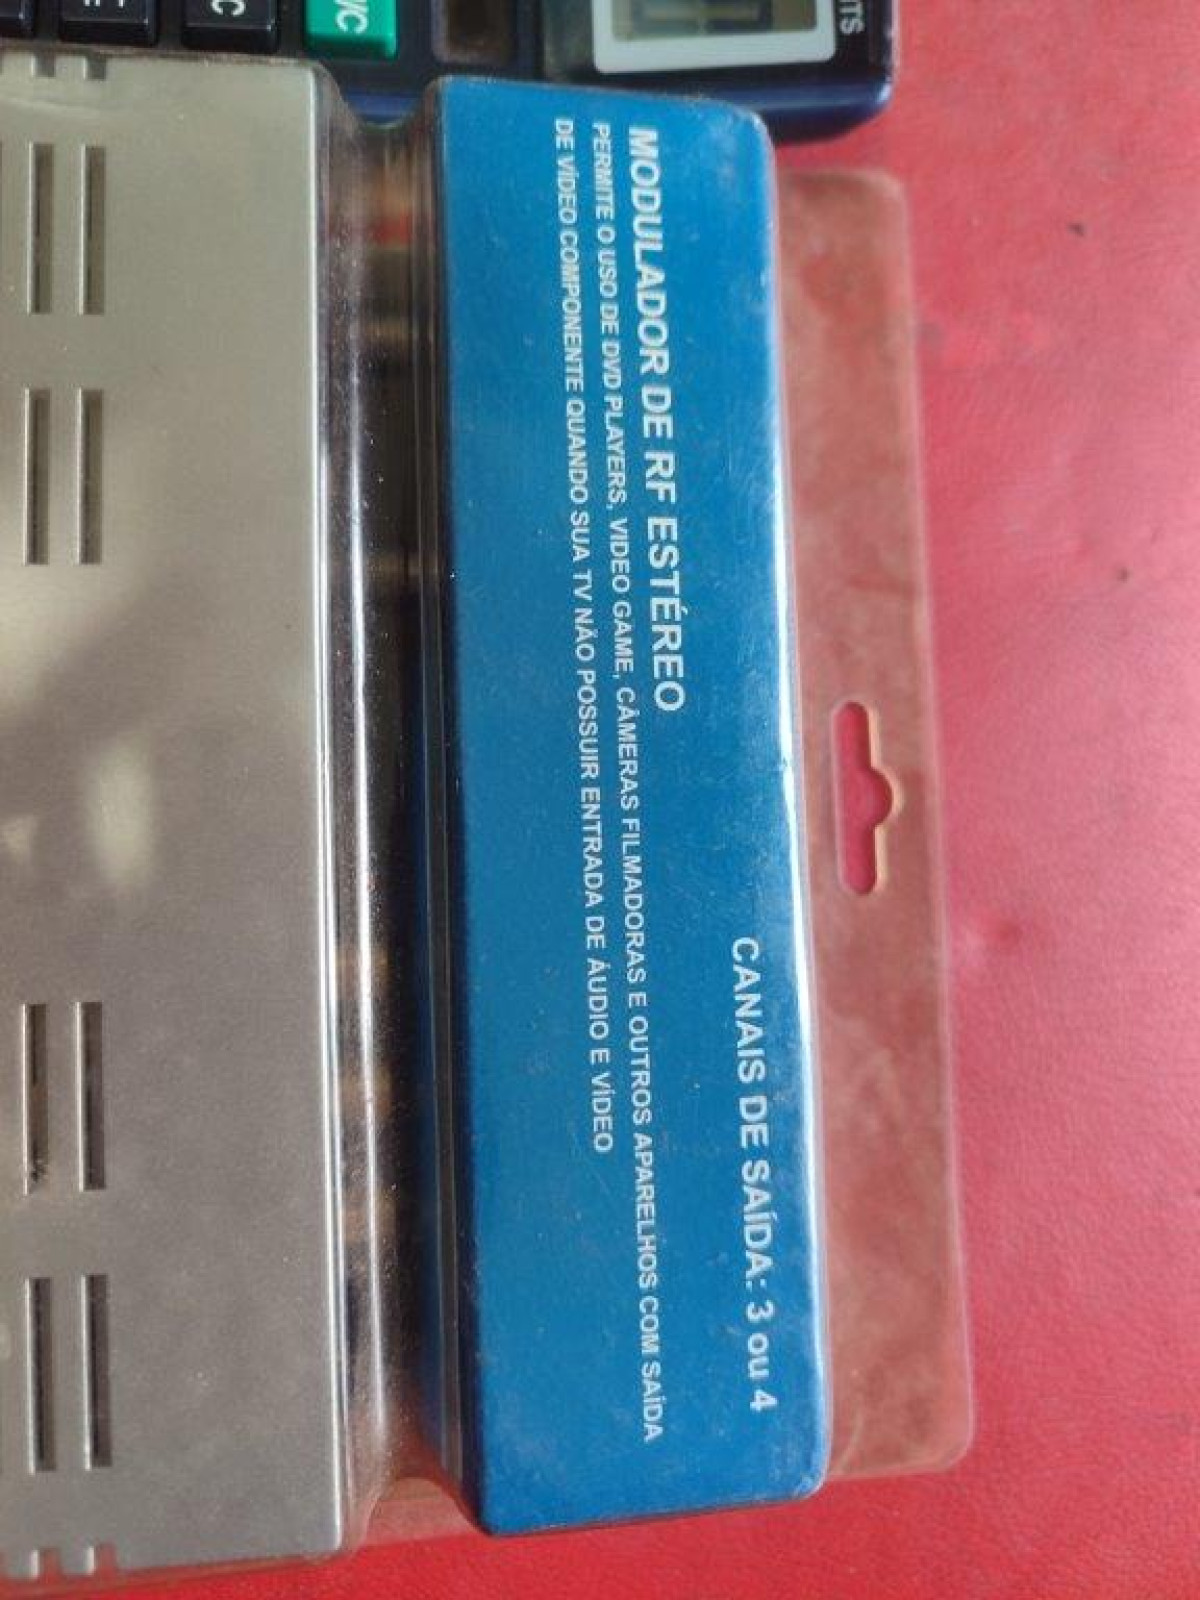 MODULADOR DE RF ESTÉREO
PERMITE O USO DE DVD PLAYERS, VIDEO GAME, CÂMERAS FILMADORAS E OUTROS APARELHOS COM SAÍDA
DE VÍDEO COMPONENTE QUANDO SUA TV NÃO POSSUIR ENTRADA DE ÁUDIO E VÍDEO
CANAIS DE SAÍDA: 3 ou 4